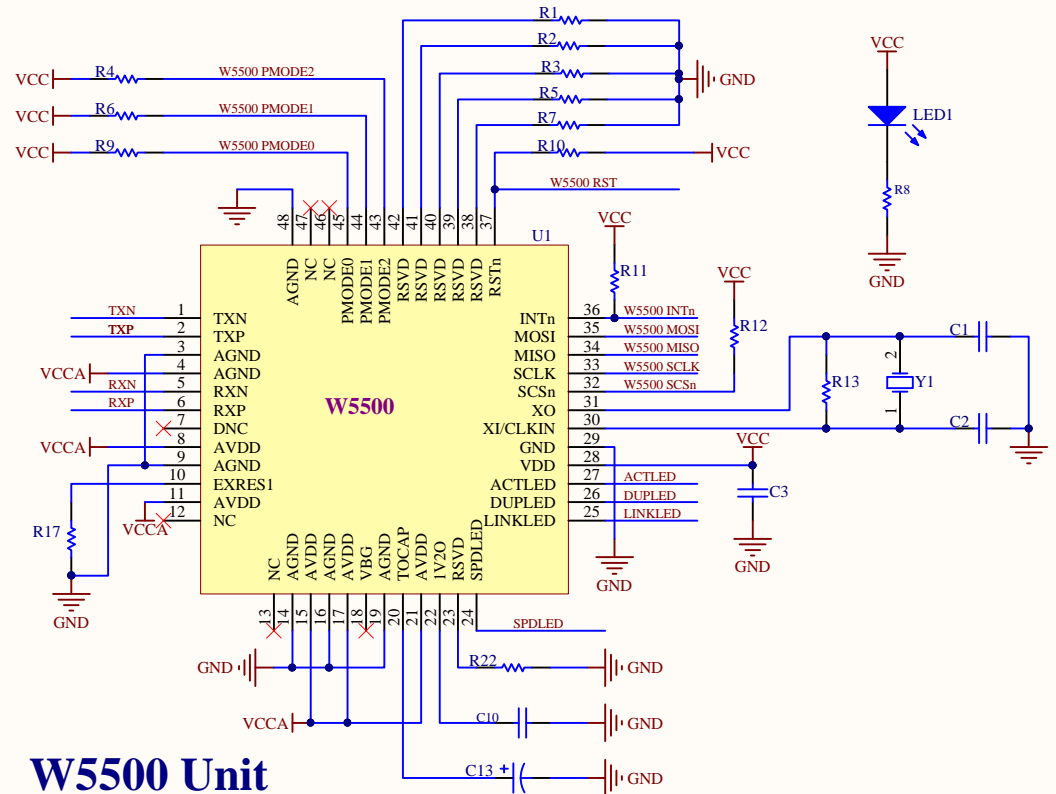 R1
R2
R3
R5
R7
R10
GND
VCC
VCC R4 W5500 PMODE2
VCC R6 W5500 PMODE1
VCC R9 W5500 PMODE0
W5500 RST
VCC
LED1
R8
GND
48 47 46 45 44 43 42 41 40 39 38 37
U1
AGND NC NC PMODE0 PMODE1 PMODE2 RSVD RSVD RSVD RSVD RSVD RSTn
VCC
R11
VCC
R12
TXN 1 TXN
TXP 2 TXP
3 AGND
VCCA 4 AGND
RXN 5 RXN
RXP 6 RXP
7 DNC
VCCA 8 AVDD
9 AGND
10 EXRES1
11 AVDD
VCCA 12 NC
R17
GND
W5500
INTn 36 W5500 INTn
MOSI 35 W5500 MOSI
MISO 34 W5500 MISO
SCLK 33 W5500 SCLK
SCSn 32 W5500 SCSn
XO 31
XI/CLKIN 30
GND 29
VDD 28
ACTLED 27 ACTLED
DUPLED 26 DUPLED
LINKLED 25 LINKLED
R13
2
Y1
1
C1
C2
VCC
C3
GND
GND
NC AGND AVDD AGND AVDD VBG AGND TOCAP AVDD 1V2O RSVD SPDLED
13 14 15 16 17 18 19 20 21 22 23 24
SPDLED
GND
R22
GND
VCCA
C10
GND
C13 +
GND
W5500 Unit